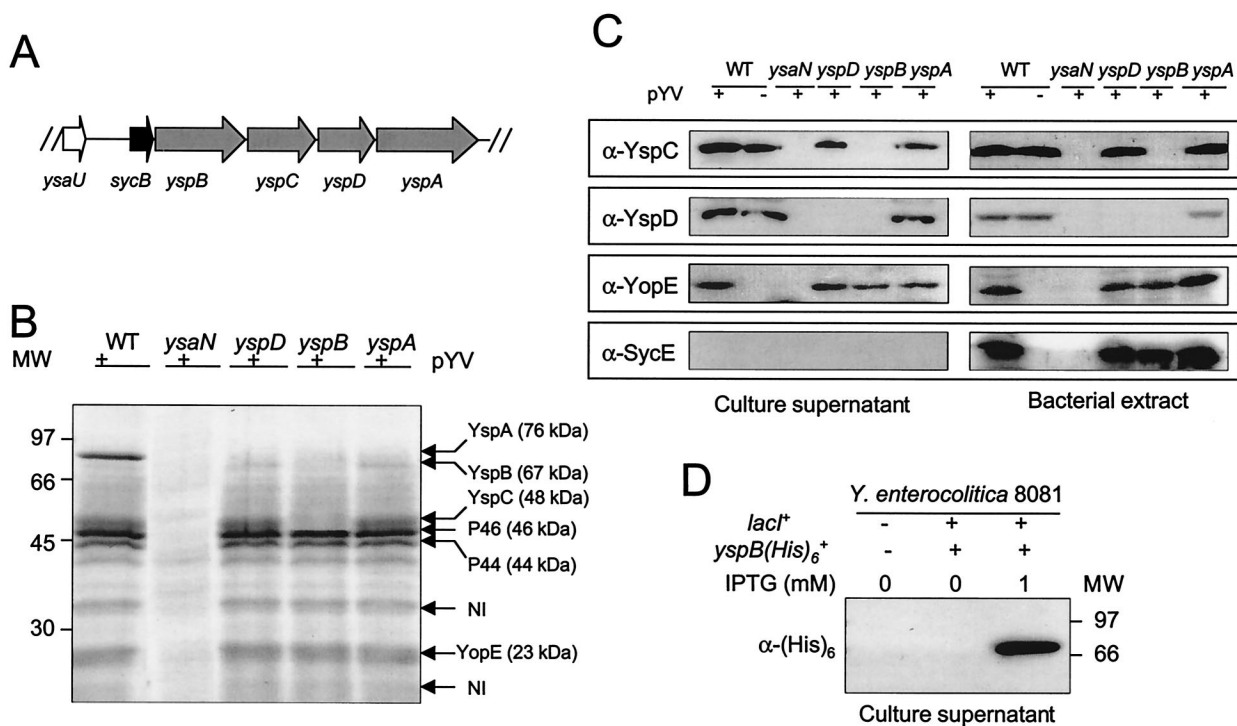 A
ysaU sycB yspB yspC yspD yspA
B
MW WT ysaN yspD yspB yspA
+ + + + + pYV
97
66
45
30
YspA (76 kDa)
YspB (67 kDa)
YspC (48 kDa)
P46 (46 kDa)
P44 (44 kDa)
NI
YopE (23 kDa)
NI
C
WT ysaN yspD yspB yspA WT ysaN yspD yspB yspA
pYV + - + + + + + - + + + +
α-YspC
α-YspD
α-YopE
α-SycE
Culture supernatant Bacterial extract
D
Y. enterocolitica 8081
lacI⁺ - + +
yspB(His)₆⁺ - + +
IPTG (mM) 0 0 1 MW
α-(His)₆
97
66
Culture supernatant